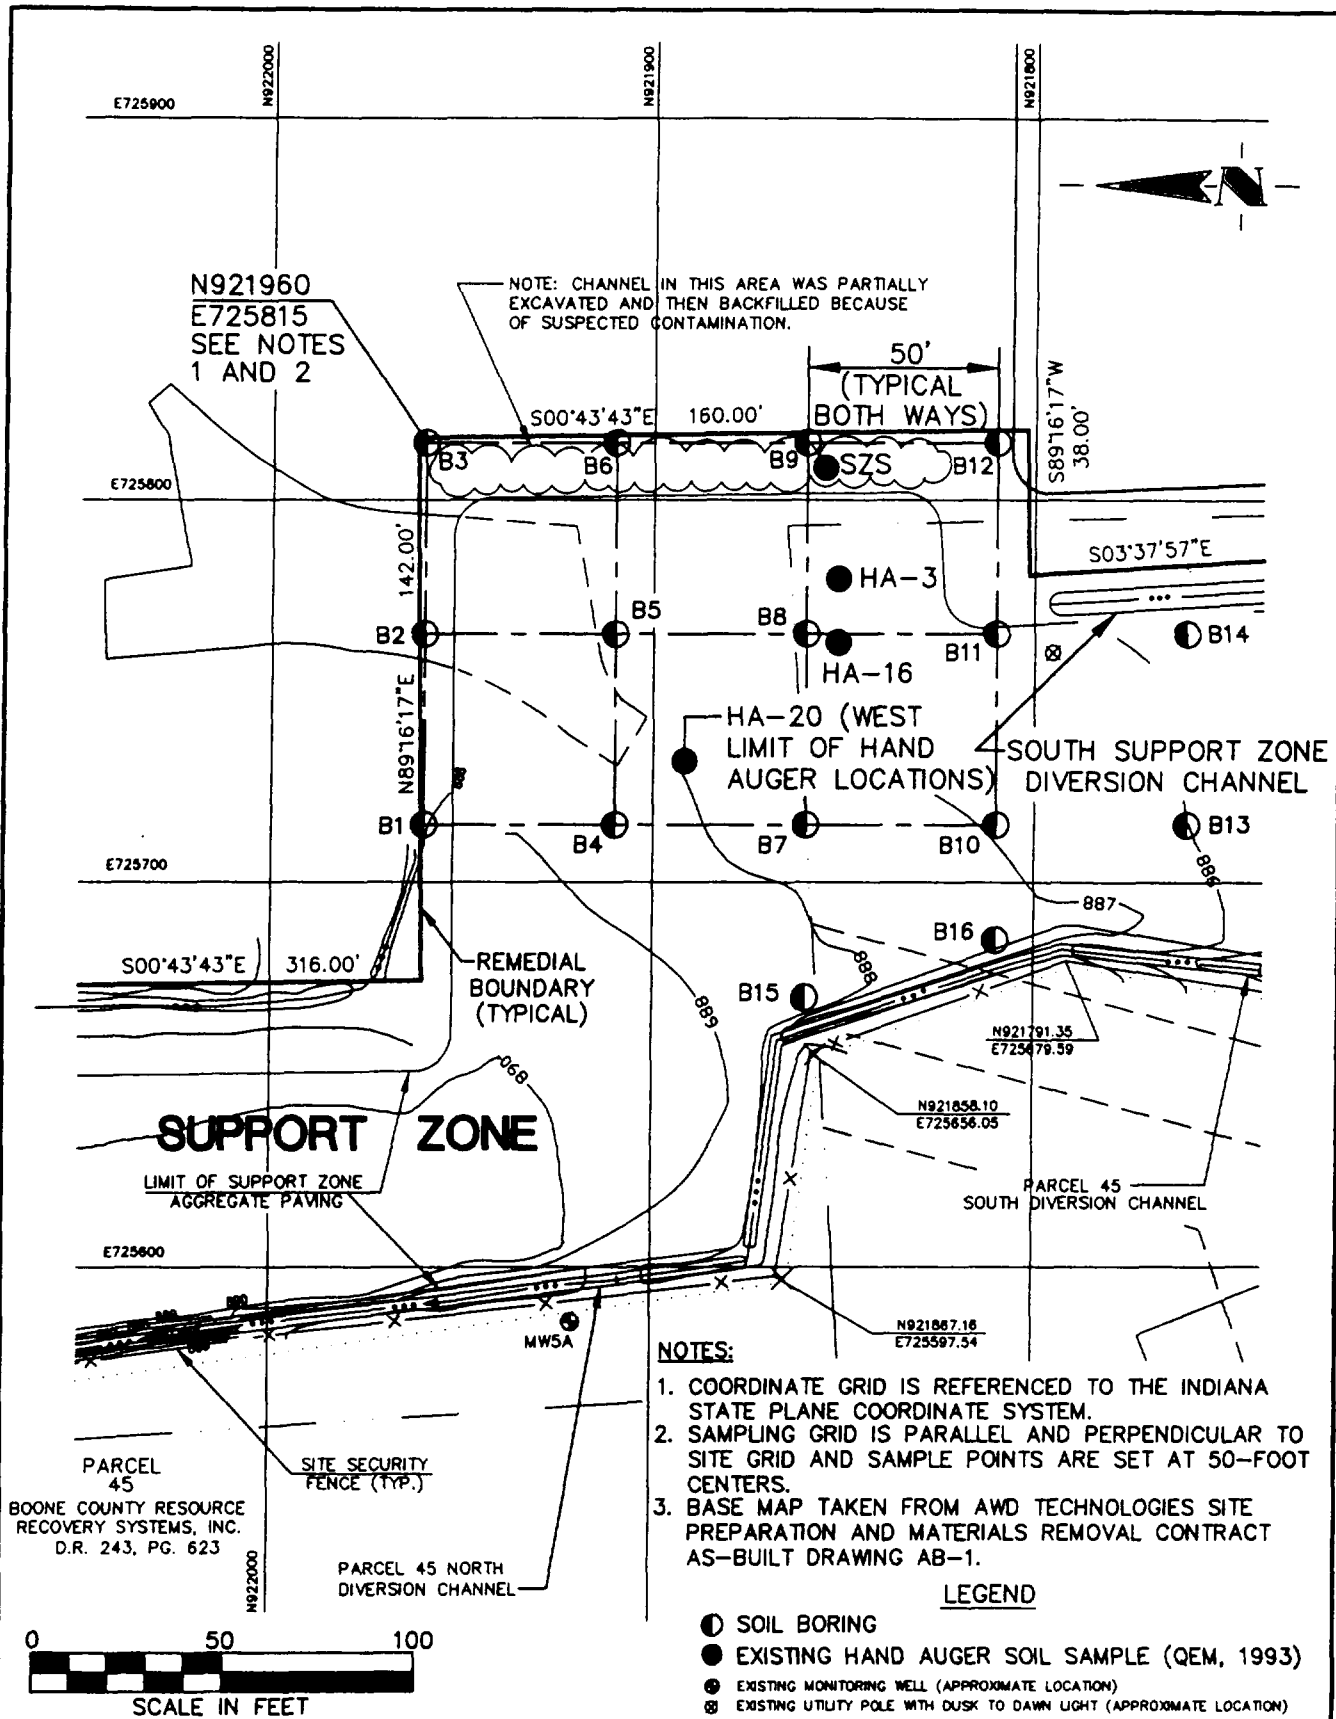 N922000
N921900
N921800
E725900
N
N921960
E725815
SEE NOTES
1 AND 2
NOTE: CHANNEL IN THIS AREA WAS PARTIALLY
EXCAVATED AND THEN BACKFILLED BECAUSE
OF SUSPECTED CONTAMINATION.
50'
(TYPICAL
BOTH WAYS)
S00°43'43"E 160.00'
S89°16'17"W
38.00'
B3
B6
B9
SZS
B12
E725800
142.00'
N89°16'17"E
S03°37'57"E
HA-3
B2
B5
B8
HA-16
B11
B14
HA-20 (WEST
LIMIT OF HAND
AUGER LOCATIONS)
SOUTH SUPPORT ZONE
DIVERSION CHANNEL
888
B1
B4
B7
B10
B13
E725700
886
887
B16
S00°43'43"E 316.00'
REMEDIAL
BOUNDARY
(TYPICAL)
888
B15
889
N921791.35
E725679.59
890
N921858.10
E725656.05
SUPPORT ZONE
LIMIT OF SUPPORT ZONE
AGGREGATE PAVING
PARCEL 45
SOUTH DIVERSION CHANNEL
E725600
MW5A
N921867.16
E725597.54
NOTES:
1. COORDINATE GRID IS REFERENCED TO THE INDIANA
STATE PLANE COORDINATE SYSTEM.
2. SAMPLING GRID IS PARALLEL AND PERPENDICULAR TO
SITE GRID AND SAMPLE POINTS ARE SET AT 50-FOOT
CENTERS.
3. BASE MAP TAKEN FROM AWD TECHNOLOGIES SITE
PREPARATION AND MATERIALS REMOVAL CONTRACT
AS-BUILT DRAWING AB-1.
PARCEL
45
BOONE COUNTY RESOURCE
RECOVERY SYSTEMS, INC.
D.R. 243, PG. 623
SITE SECURITY
FENCE (TYP.)
N922000
PARCEL 45 NORTH
DIVERSION CHANNEL
LEGEND
SOIL BORING
EXISTING HAND AUGER SOIL SAMPLE (QEM, 1993)
EXISTING MONITORING WELL (APPROXIMATE LOCATION)
EXISTING UTILITY POLE WITH DUSK TO DAWN LIGHT (APPROXIMATE LOCATION)
0 50 100
SCALE IN FEET